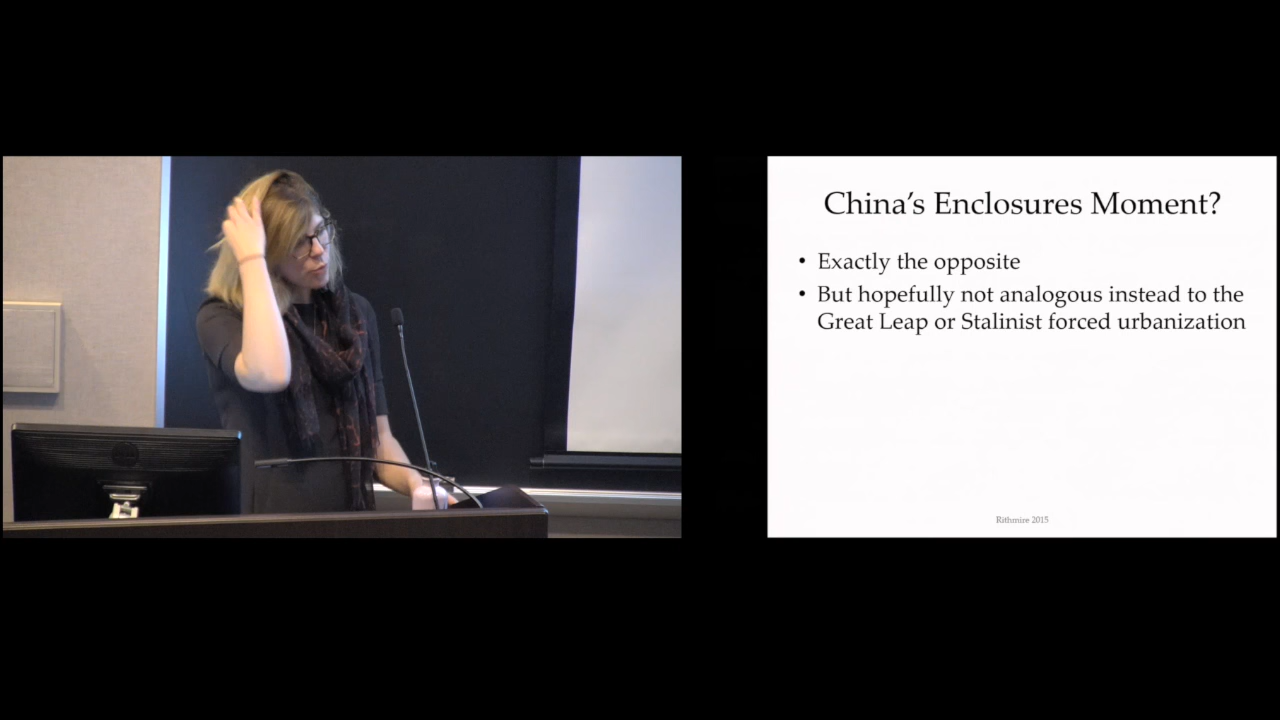 China's Enclosures Moment?
• Exactly the opposite
• But hopefully not analogous instead to the
Great Leap or Stalinist forced urbanization
Rithmire 2015